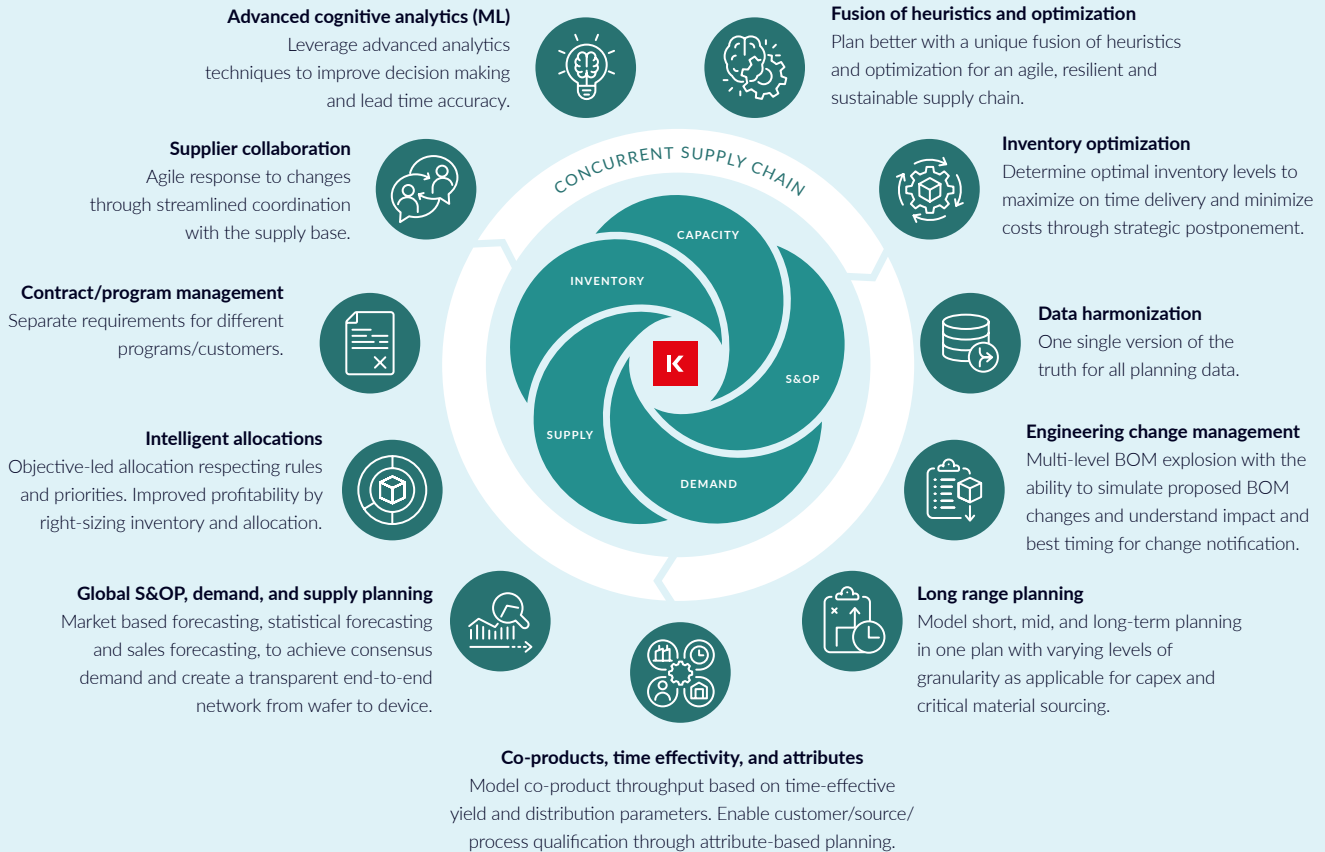 Advanced cognitive analytics (ML)
Leverage advanced analytics
techniques to improve decision making
and lead time accuracy.
Fusion of heuristics and optimization
Plan better with a unique fusion of heuristics
and optimization for an agile, resilient and
sustainable supply chain.
Supplier collaboration
Agile response to changes
through streamlined coordination
with the supply base.
Inventory optimization
Determine optimal inventory levels to
maximize on time delivery and minimize
costs through strategic postponement.
Contract/program management
Separate requirements for different
programs/customers.
Data harmonization
One single version of the
truth for all planning data.
Intelligent allocations
Objective-led allocation respecting rules
and priorities. Improved profitability by
right-sizing inventory and allocation.
Engineering change management
Multi-level BOM explosion with the
ability to simulate proposed BOM
changes and understand impact and
best timing for change notification.
Global S&OP, demand, and supply planning
Market based forecasting, statistical forecasting
and sales forecasting, to achieve consensus
demand and create a transparent end-to-end
network from wafer to device.
Long range planning
Model short, mid, and long-term planning
in one plan with varying levels of
granularity as applicable for capex and
critical material sourcing.
Co-products, time effectivity, and attributes
Model co-product throughput based on time-effective
yield and distribution parameters. Enable customer/source/
process qualification through attribute-based planning.
CONCURRENT SUPPLY CHAIN
CAPACITY
INVENTORY
S&OP
SUPPLY
DEMAND
K